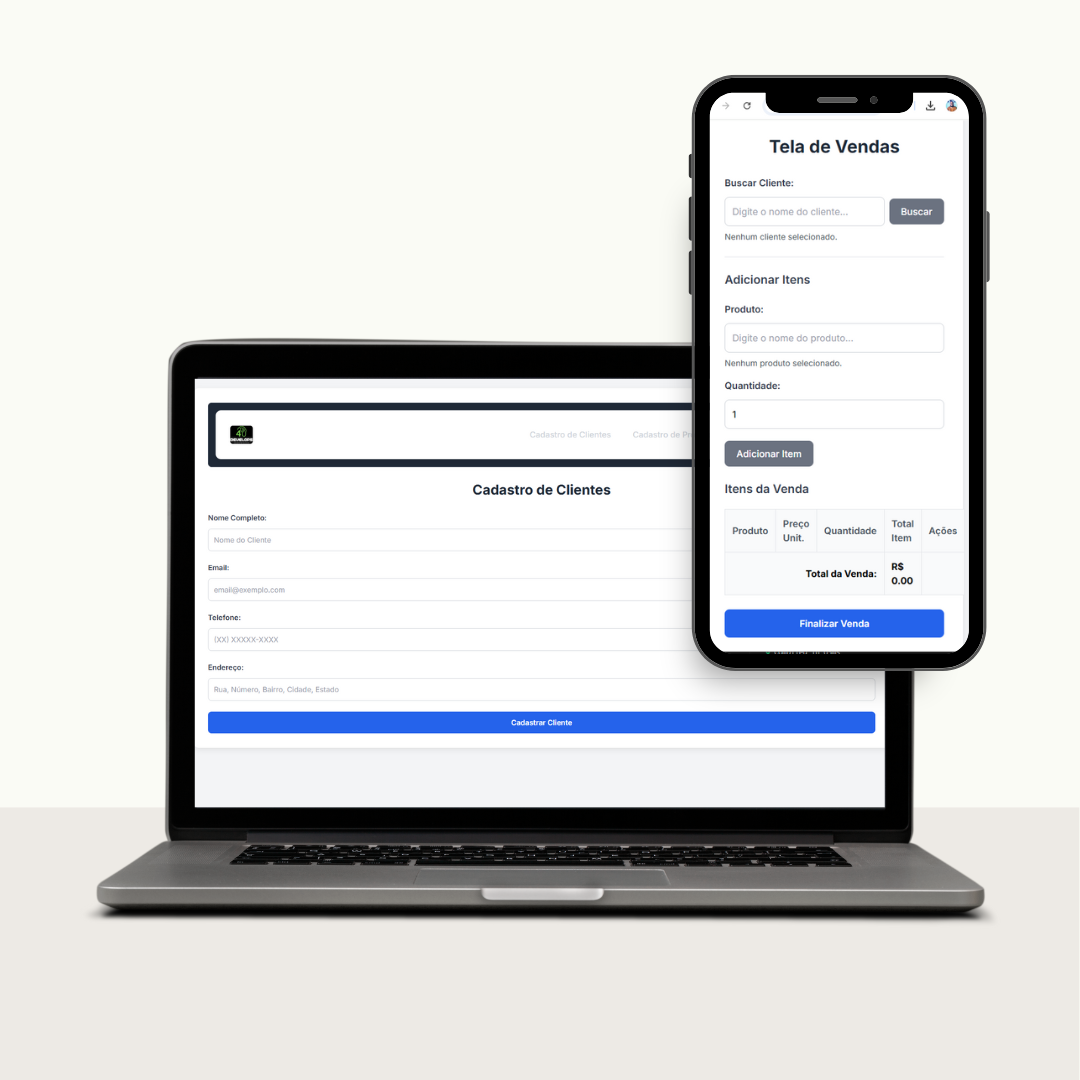 Tela de Vendas
Buscar Cliente:
Digite o nome do cliente...
Buscar
Nenhum cliente selecionado.
Adicionar Itens
Produto:
Digite o nome do produto...
Nenhum produto selecionado.
Quantidade:
1
Adicionar Item
Itens da Venda
Produto Preço Unit. Quantidade Total Item Ações
Total da Venda: R$ 0.00
Finalizar Venda
Cadastro de Clientes Cadastro de
Cadastro de Clientes
Nome Completo:
Nome do Cliente
Email:
email@exemplo.com
Telefone:
(XX) XXXXX-XXXX
Endereço:
Rua, Número, Bairro, Cidade, Estado
Cadastrar Cliente